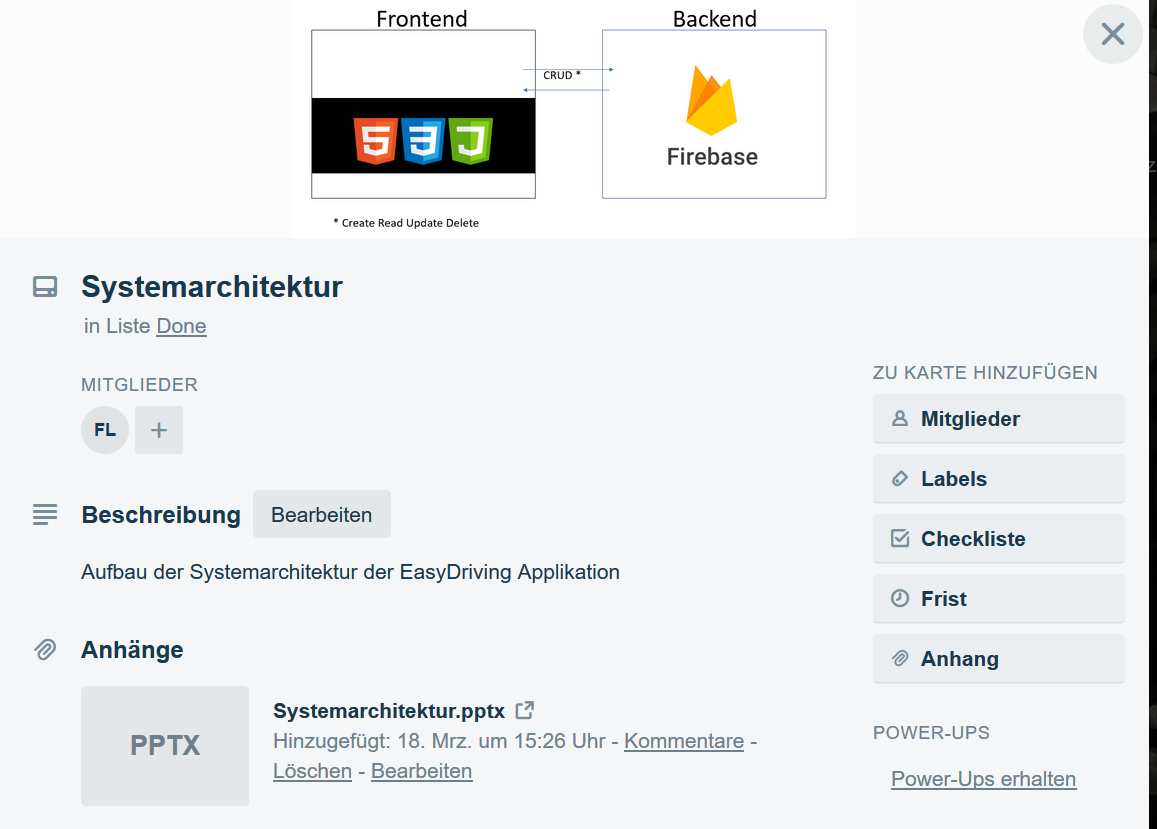 Frontend
Backend
CRUD *
Firebase
* Create Read Update Delete
Systemarchitektur
in Liste Done
MITGLIEDER
FL +
Beschreibung Bearbeiten
Aufbau der Systemarchitektur der EasyDriving Applikation
Anhänge
PPTX
Systemarchitektur.pptx
Hinzugefügt: 18. Mrz. um 15:26 Uhr - Kommentare -
Löschen - Bearbeiten
ZU KARTE HINZUFÜGEN
Mitglieder
Labels
Checkliste
Frist
Anhang
POWER-UPS
Power-Ups erhalten